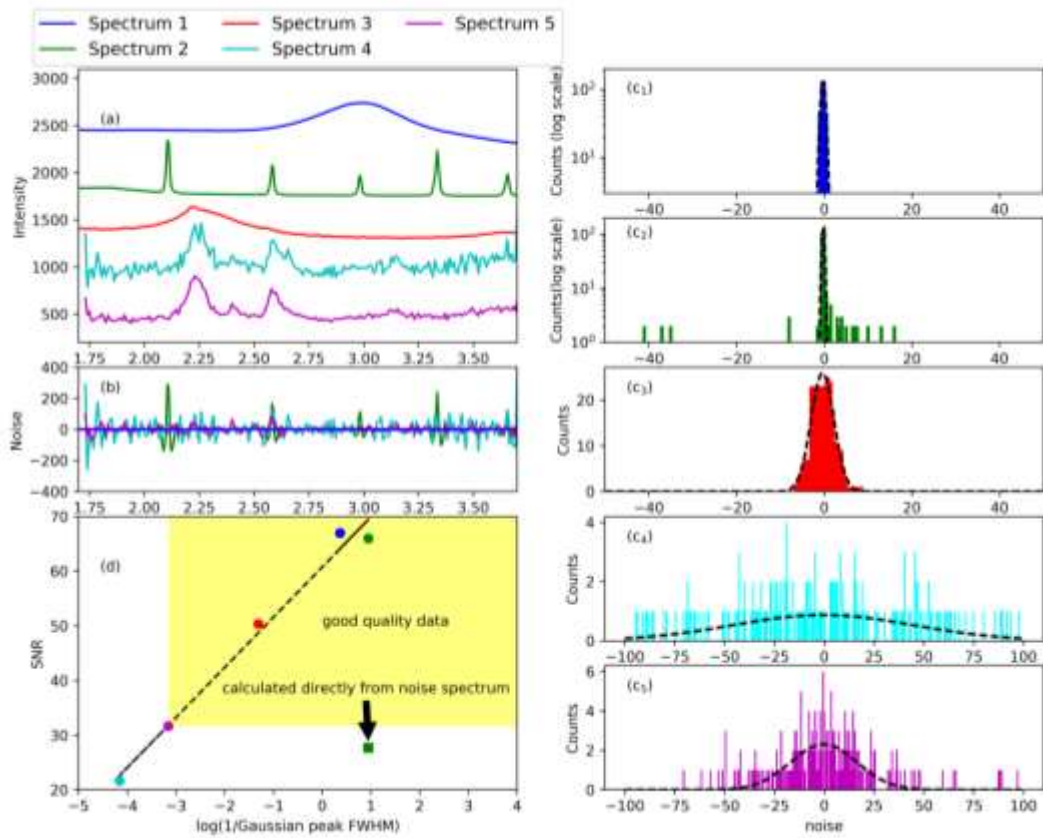 Spectrum 1 Spectrum 3 Spectrum 5
Spectrum 2 Spectrum 4
(a)
Intensity
3000
2500
2000
1500
1000
500
1.75 2.00 2.25 2.50 2.75 3.00 3.25 3.50
(b)
Noise
400
200
0
−200
−400
1.75 2.00 2.25 2.50 2.75 3.00 3.25 3.50
(d)
SNR
70
60
50
40
30
20
good quality data
calculated directly from noise spectrum
−5 −4 −3 −2 −1 0 1 2 3 4
log(1/Gaussian peak FWHM)
(c₁)
Counts (log scale)
10²
10¹
−40 −20 0 20 40
(c₂)
Counts(log scale)
10²
10¹
10⁰
−40 −20 0 20 40
(c₃)
Counts
20
10
0
−40 −20 0 20 40
(c₄)
Counts
4
2
0
−100 −75 −50 −25 0 25 50 75 100
(c₅)
Counts
6
4
2
0
−100 −75 −50 −25 0 25 50 75 100
noise